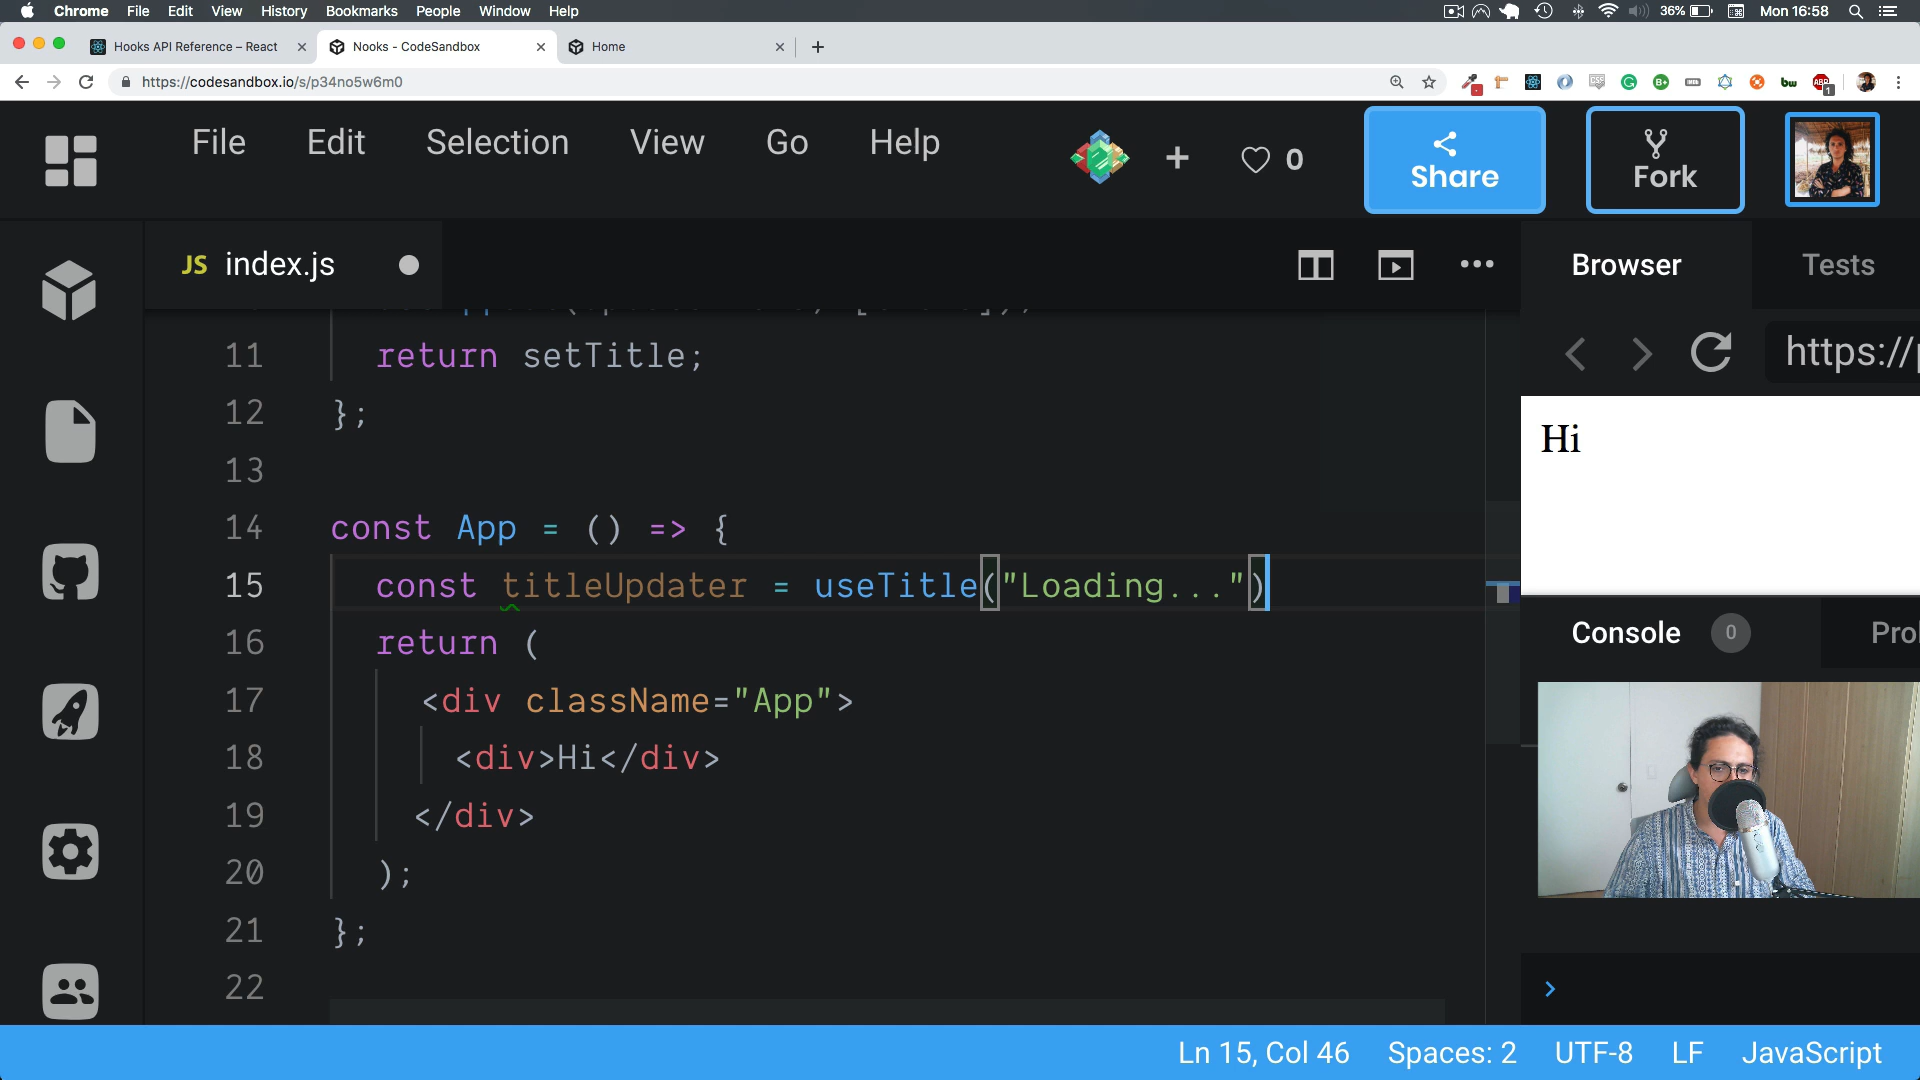 Chrome File Edit View History Bookmarks People Window Help 36% Mon 16:58
Hooks API Reference – React Nooks - CodeSandbox Home
https://codesandbox.io/s/p34no5w6m0
File Edit Selection View Go Help 0 Share Fork
JS index.js Browser Tests
https://
11 return setTitle;
12 };
13
14 const App = () => {
15 const titleUpdater = useTitle("Loading...")
16 return (
17 <div className="App">
18 <div>Hi</div>
19 </div>
20 );
21 };
22
Hi
Console 0
Ln 15, Col 46 Spaces: 2 UTF-8 LF JavaScript